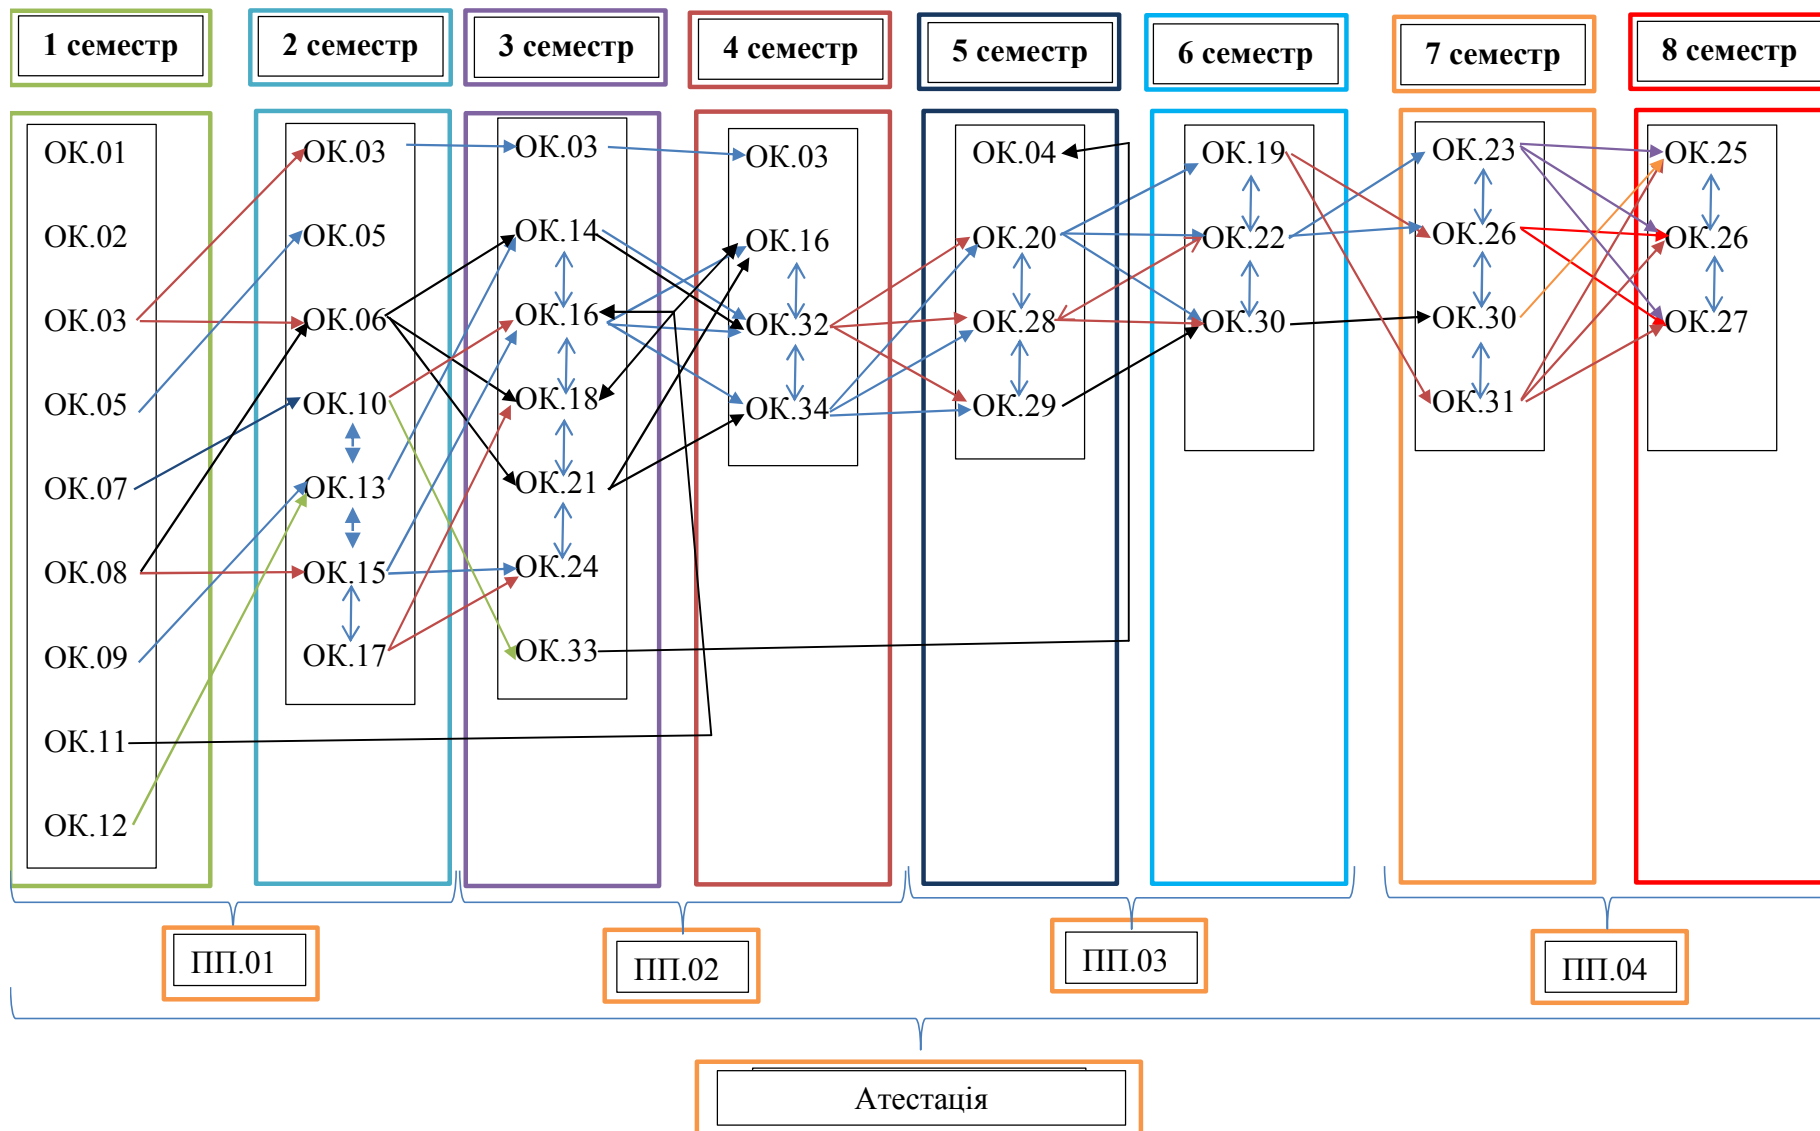 1 семестр
2 семестр
3 семестр
4 семестр
5 семестр
6 семестр
7 семестр
8 семестр
ОК.01
ОК.02
ОК.03
ОК.05
ОК.07
ОК.08
ОК.09
ОК.11
ОК.12
ОК.03
ОК.05
ОК.06
ОК.10
ОК.13
ОК.15
ОК.17
ОК.03
ОК.14
ОК.16
ОК.18
ОК.21
ОК.24
ОК.33
ОК.03
ОК.16
ОК.32
ОК.34
ОК.04
ОК.20
ОК.28
ОК.29
ОК.19
ОК.22
ОК.30
ОК.23
ОК.26
ОК.30
ОК.31
ОК.25
ОК.26
ОК.27
ПП.01
ПП.02
ПП.03
ПП.04
Атестація